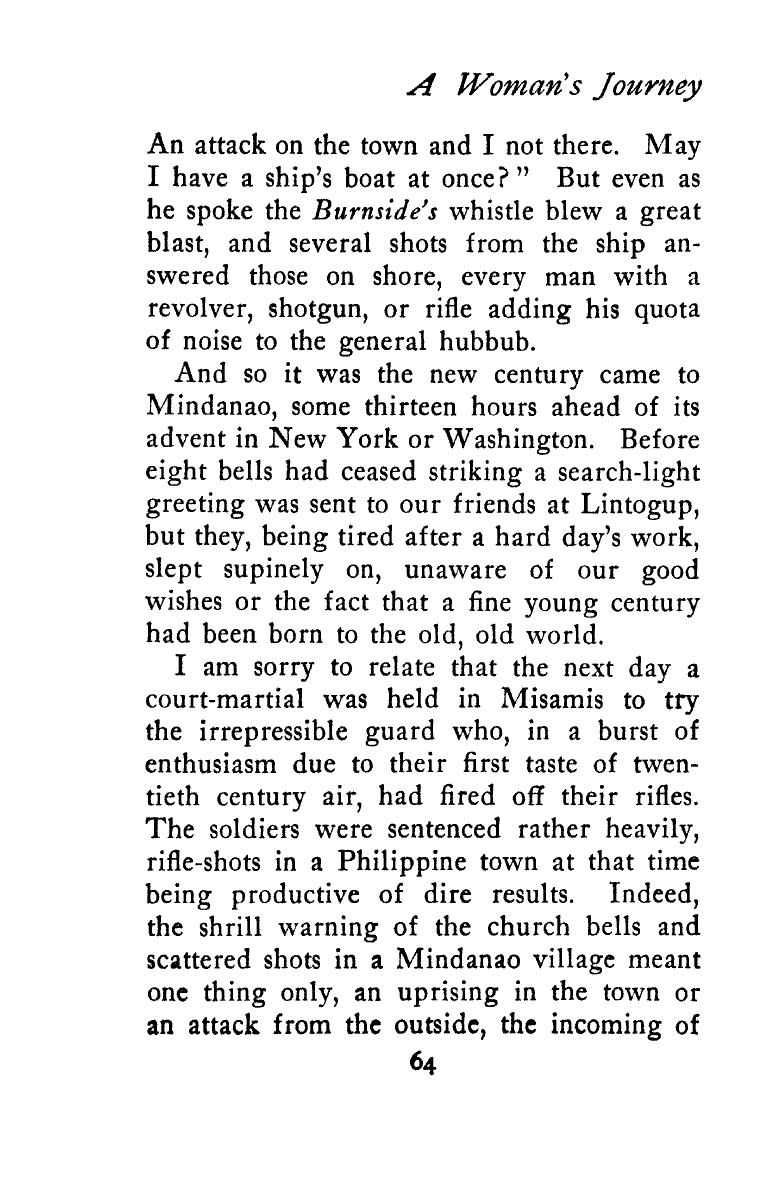 A Woman's Journey
An attack on the town and I not there. May
I have a ship's boat at once?" But even as
he spoke the Burnside's whistle blew a great
blast, and several shots from the ship an-
swered those on shore, every man with a
revolver, shotgun, or rifle adding his quota
of noise to the general hubbub.
And so it was the new century came to
Mindanao, some thirteen hours ahead of its
advent in New York or Washington. Before
eight bells had ceased striking a search-light
greeting was sent to our friends at Lintogup,
but they, being tired after a hard day's work,
slept supinely on, unaware of our good
wishes or the fact that a fine young century
had been born to the old, old world.
I am sorry to relate that the next day a
court-martial was held in Misamis to try
the irrepressible guard who, in a burst of
enthusiasm due to their first taste of twen-
tieth century air, had fired off their rifles.
The soldiers were sentenced rather heavily,
rifle-shots in a Philippine town at that time
being productive of dire results. Indeed,
the shrill warning of the church bells and
scattered shots in a Mindanao village meant
one thing only, an uprising in the town or
an attack from the outside, the incoming of
64